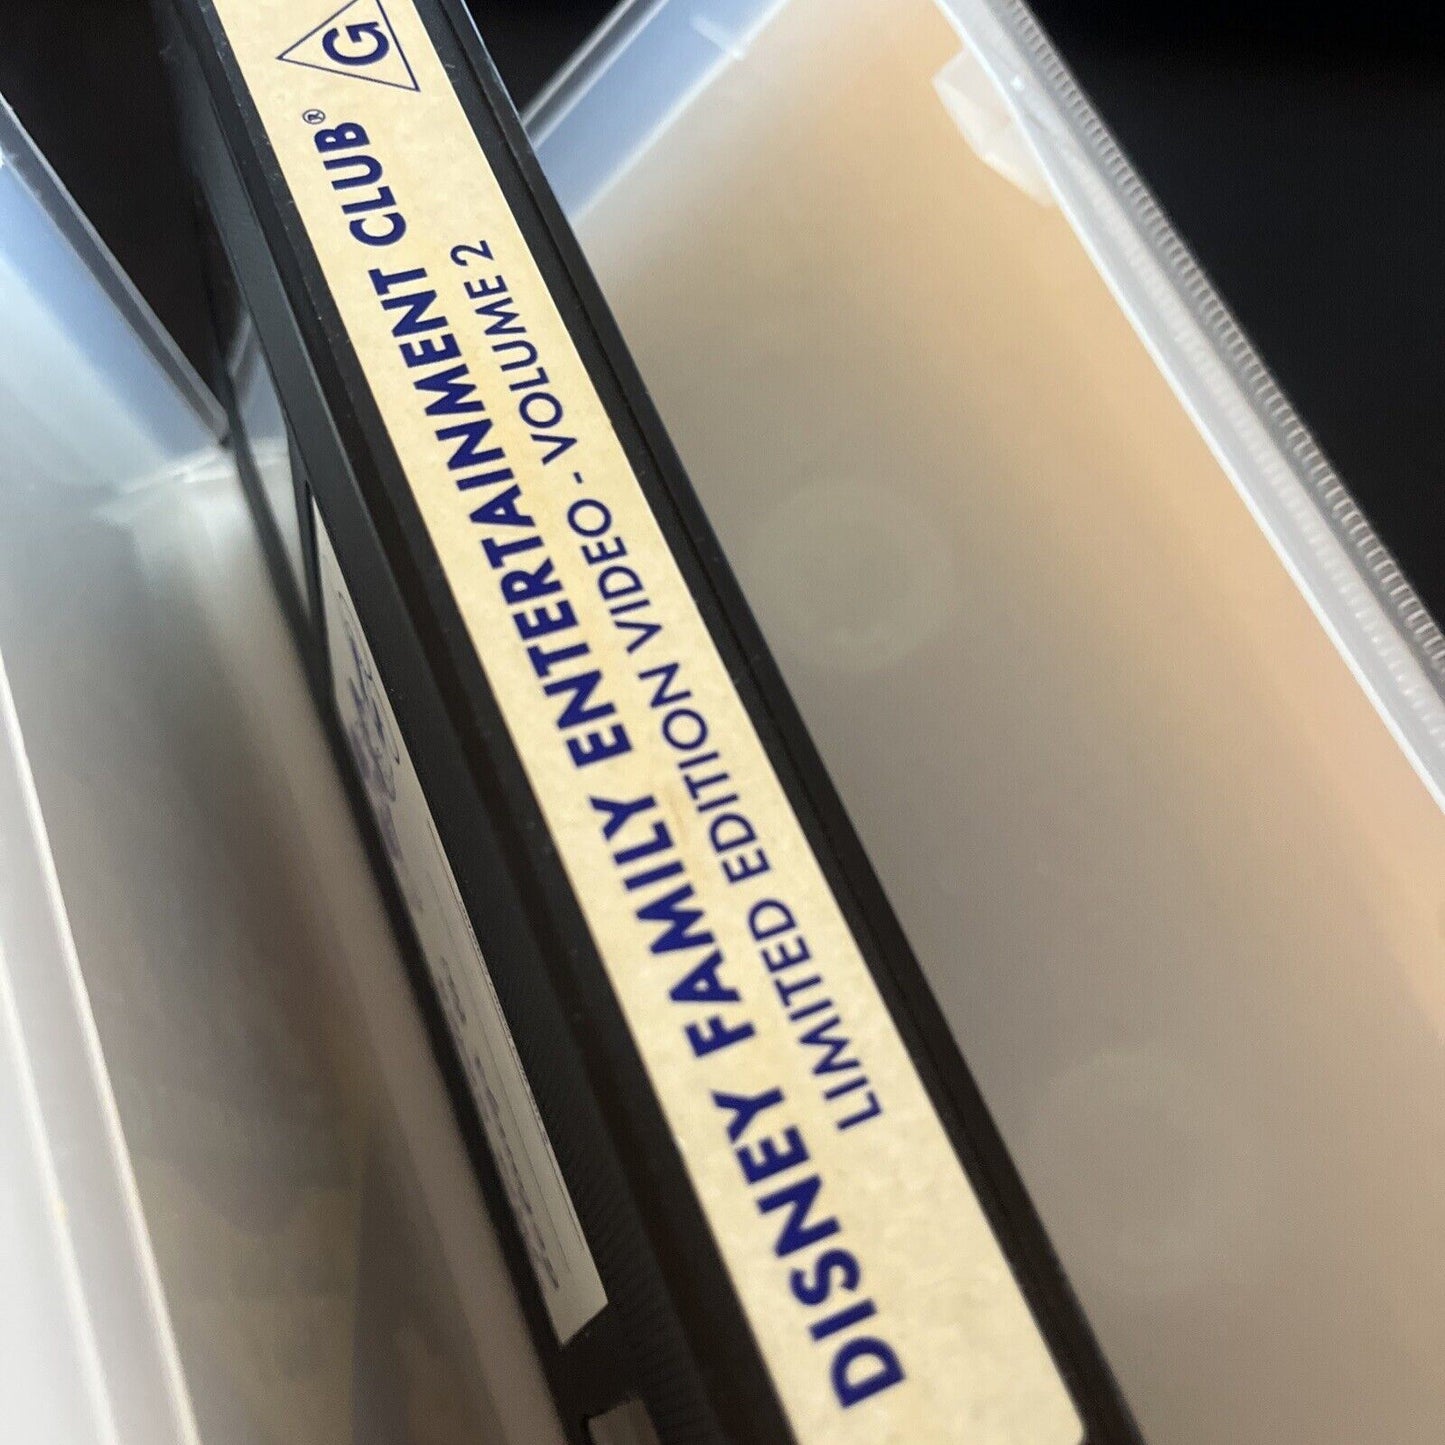 DISNEY FAMILY ENTERTAINMENT CLUB® G
LIMITED EDITION VIDEO - VOLUME 2